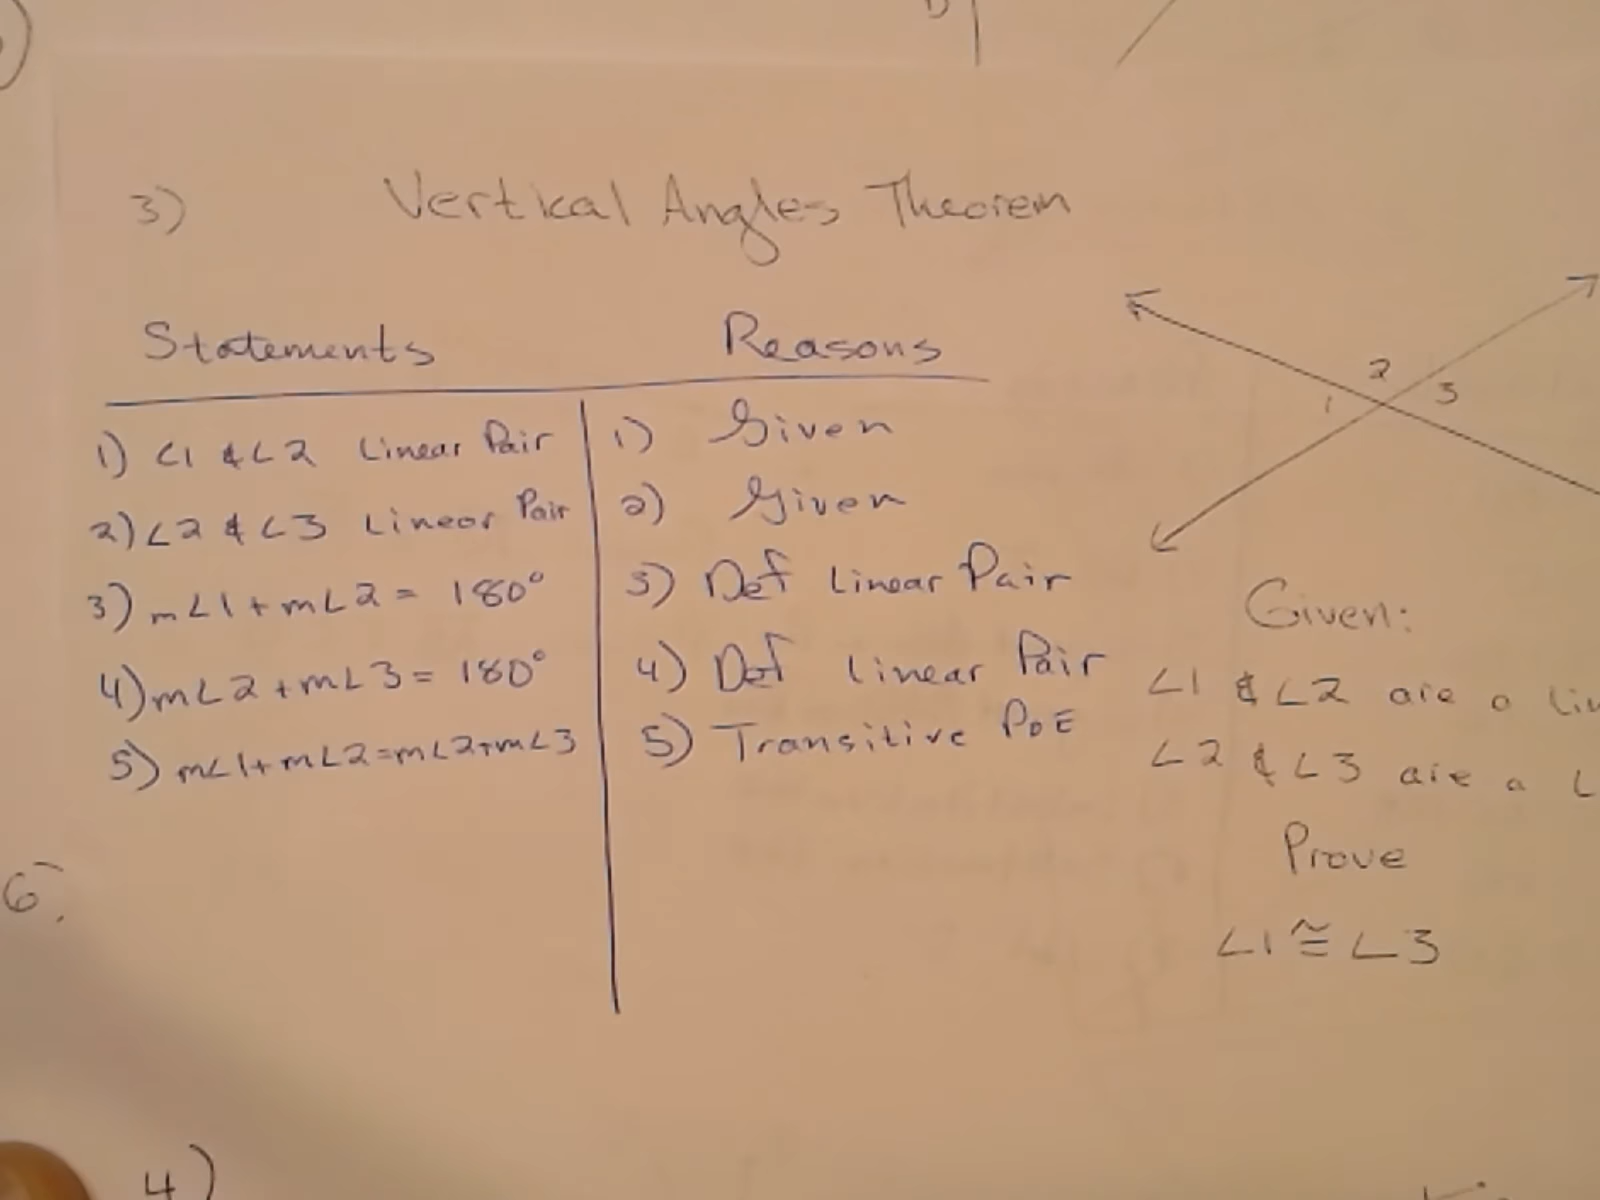 3) Vertical Angles Theorem
Statements Reasons
1) ∠1 & ∠2 Linear Pair 1) Given
2) ∠2 & ∠3 Linear Pair 2) Given
3) m∠1 + m∠2 = 180° 3) Def Linear Pair
4) m∠2 + m∠3 = 180° 4) Def linear Pair
5) m∠1 + m∠2 = m∠2 + m∠3 5) Transitive PoE
2
1 3
Given:
∠1 & ∠2 are a
∠2 & ∠3 are a
Prove
∠1 ≅ ∠3
6.
4)